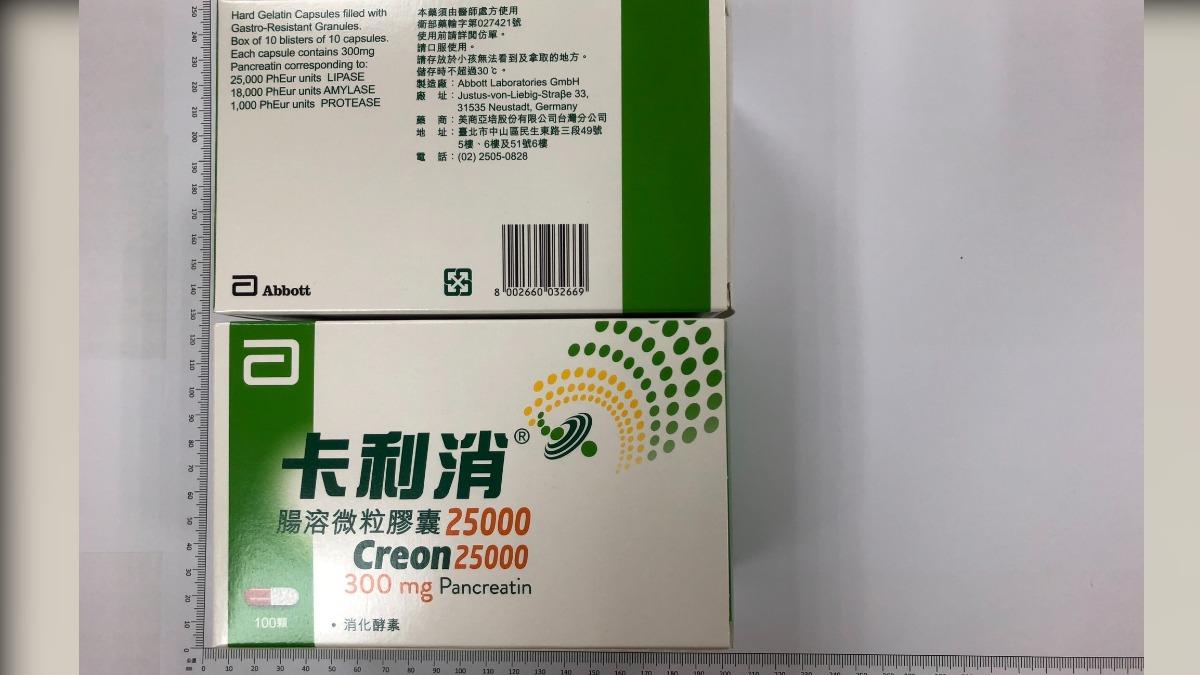 Hard Gelatin Capsules filled with
Gastro-Resistant Granules.
Box of 10 blisters of 10 capsules.
Each capsule contains 300mg
Pancreatin corresponding to:
25,000 PhEur units LIPASE
18,000 PhEur units AMYLASE
1,000 PhEur units PROTEASE
本藥須由醫師處方使用
衛部藥輸字第027421號
使用前請詳閱仿單。
請口服使用。
請存放於小孩無法看到及拿取的地方。
儲存時不超過30℃。
製造廠：Abbott Laboratories GmbH
廠 址：Justus-von-Liebig-Straβe 33,
31535 Neustadt, Germany
藥 商：美商亞培股份有限公司台灣分公司
地 址：臺北市中山區民生東路三段49號
5樓、6樓及51號6樓
電 話：(02) 2505-0828
Abbott
8 002660 032669
卡利消®
腸溶微粒膠囊 25000
Creon 25000
300 mg Pancreatin
100顆
• 消化酵素